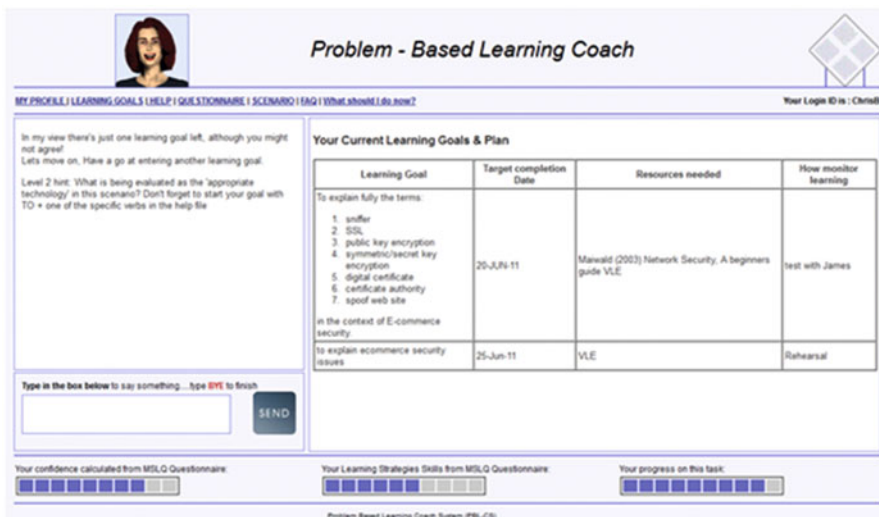 Problem - Based Learning Coach
MY PROFILE | LEARNING GOALS | HELP | QUESTIONNAIRE | SCENARIO | FAQ | What should I do now?
Your Login ID is : ChrisB
In my view there's just one learning goal left, although you might
not agree!
Lets move on, Have a go at entering another learning goal.
Level 2 hint: What is being evaluated as the 'appropriate
technology' in this scenario? Don't forget to start your goal with
TO + one of the specific verbs in the help file
Type in the box below to say something....type BYE to finish
SEND
Your Current Learning Goals & Plan
Learning Goal
Target completion
Date
Resources needed
How monitor
learning
To explain fully the terms:
1. sniffer
2. SSL
3. public key encryption
4. symmetric/secret key
encryption
5. digital certificate
6. certificate authority
7. spoof web site
in the context of E-commerce
security.
20-JUN-11
Maiwald (2003) Network Security, A beginners
guide VLE
test with James
to explain ecommerce security
issues
25-Jun-11
VLE
Rehearsal
Your confidence calculated from MSLQ Questionnaire:
Your Learning Strategies Skills from MSLQ Questionnaire:
Your progress on this task:
Problem Based Learning Coach System (PBL-CS)